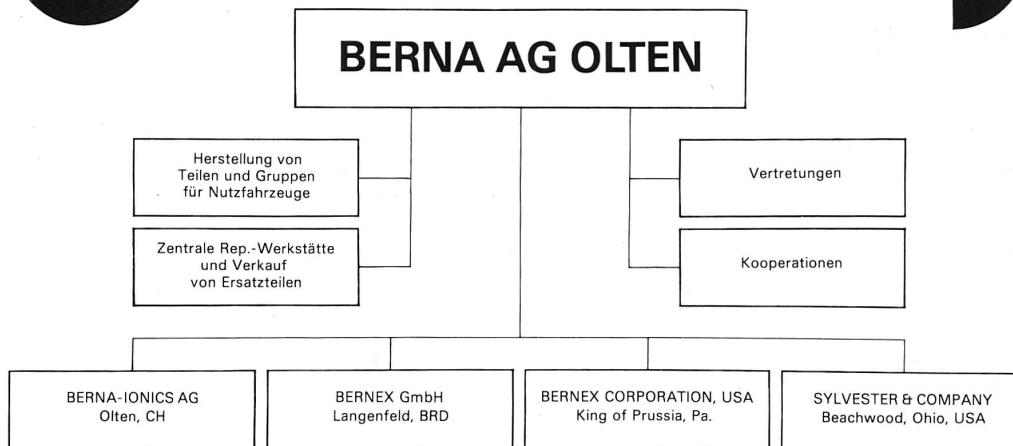 BERNA AG OLTEN
Herstellung von
Teilen und Gruppen
für Nutzfahrzeuge
Vertretungen
Zentrale Rep.-Werkstätte
und Verkauf
von Ersatzteilen
Kooperationen
BERNA-IONICS AG
Olten, CH
BERNEX GmbH
Langenfeld, BRD
BERNEX CORPORATION, USA
King of Prussia, Pa.
SYLVESTER & COMPANY
Beachwood, Ohio, USA